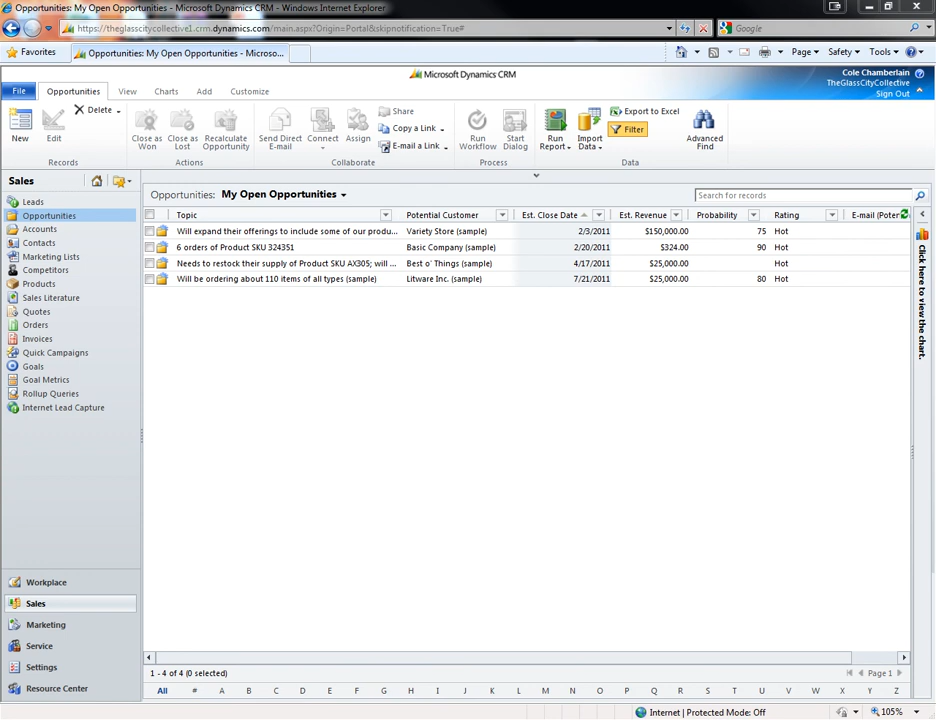 Opportunities: My Open Opportunities - Microsoft Dynamics CRM - Windows Internet Explorer
https://theglasscitycollective1.crm.dynamics.com/main.aspx?Origin=Portal&skipnotification=True#
Google
Favorites
Opportunities: My Open Opportunities - Microso...
Page
Safety
Tools
Microsoft Dynamics CRM
Cole Chamberlain
TheGlassCityCollective
Sign Out
File
Opportunities
View
Charts
Add
Customize
New
Edit
Delete
Records
Close as Won
Close as Lost
Recalculate Opportunity
Actions
Send Direct E-mail
Connect
Assign
Share
Copy a Link
E-mail a Link
Collaborate
Run Workflow
Start Dialog
Process
Run Report
Import Data
Export to Excel
Filter
Advanced Find
Data
Sales
Leads
Opportunities
Accounts
Contacts
Marketing Lists
Competitors
Products
Sales Literature
Quotes
Orders
Invoices
Quick Campaigns
Goals
Goal Metrics
Rollup Queries
Internet Lead Capture
Workplace
Sales
Marketing
Service
Settings
Resource Center
Opportunities: My Open Opportunities
Search for records
Topic Potential Customer Est. Close Date Est. Revenue Probability Rating E-mail (Poter
Will expand their offerings to include some of our produ... Variety Store (sample) 2/3/2011 $150,000.00 75 Hot
6 orders of Product SKU 324351 Basic Company (sample) 2/20/2011 $324.00 90 Hot
Needs to restock their supply of Product SKU AX305; will ... Best o' Things (sample) 4/17/2011 $25,000.00 Hot
Will be ordering about 110 items of all types (sample) Litware Inc. (sample) 7/21/2011 $25,000.00 80 Hot
Click here to view the chart.
1 - 4 of 4 (0 selected)
Page 1
All # A B C D E F G H I J K L M N O P Q R S T U V W X Y Z
Internet | Protected Mode: Off
105%